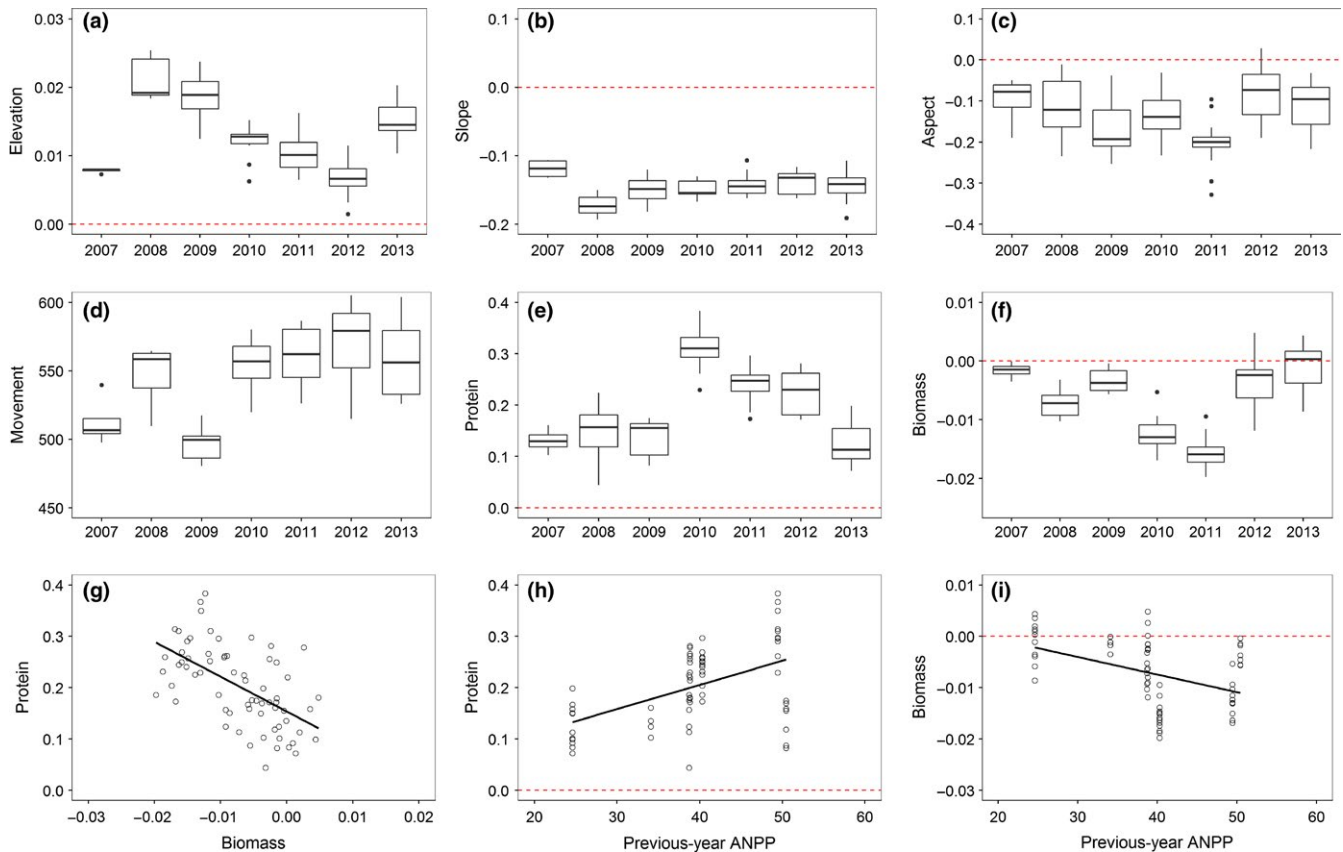 (a)
Elevation
0.03
0.02
0.01
0.00
2007 2008 2009 2010 2011 2012 2013
(b)
Slope
0.1
0.0
−0.1
−0.2
2007 2008 2009 2010 2011 2012 2013
(c)
Aspect
0.1
0.0
−0.1
−0.2
−0.3
−0.4
2007 2008 2009 2010 2011 2012 2013
(d)
Movement
600
550
500
450
2007 2008 2009 2010 2011 2012 2013
(e)
Protein
0.4
0.3
0.2
0.1
0.0
2007 2008 2009 2010 2011 2012 2013
(f)
Biomass
0.01
0.00
−0.01
−0.02
2007 2008 2009 2010 2011 2012 2013
(g)
Protein
0.4
0.3
0.2
0.1
0.0
−0.03 −0.02 −0.01 0.00 0.01 0.02
Biomass
(h)
Protein
0.4
0.3
0.2
0.1
0.0
20 30 40 50 60
Previous-year ANPP
(i)
Biomass
0.01
0.00
−0.01
−0.02
−0.03
20 30 40 50 60
Previous-year ANPP